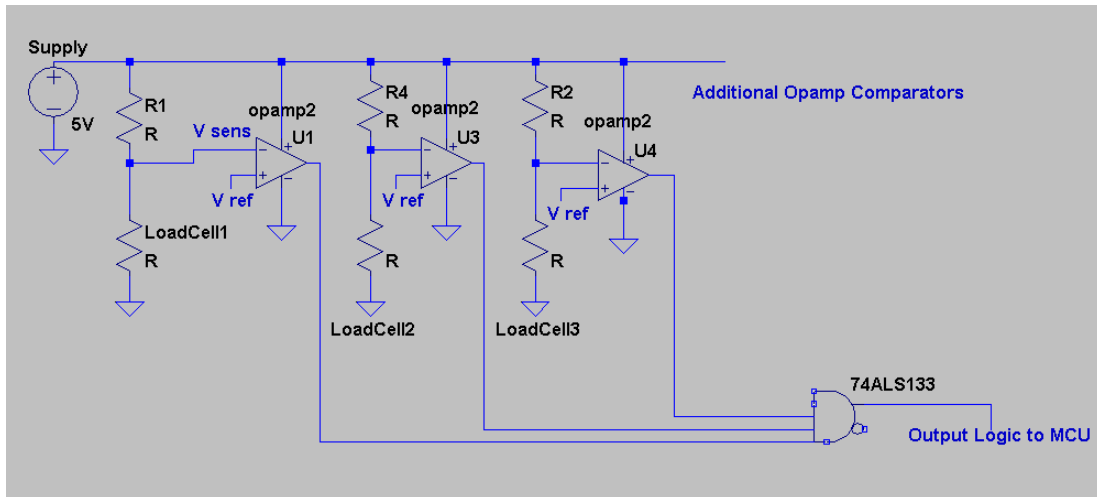 Supply
5V
R1
R
V sens
opamp2
U1
V ref
LoadCell1
R
R4
R
opamp2
U3
V ref
R
LoadCell2
R2
R
opamp2
U4
V ref
R
LoadCell3
Additional Opamp Comparators
74ALS133
Output Logic to MCU